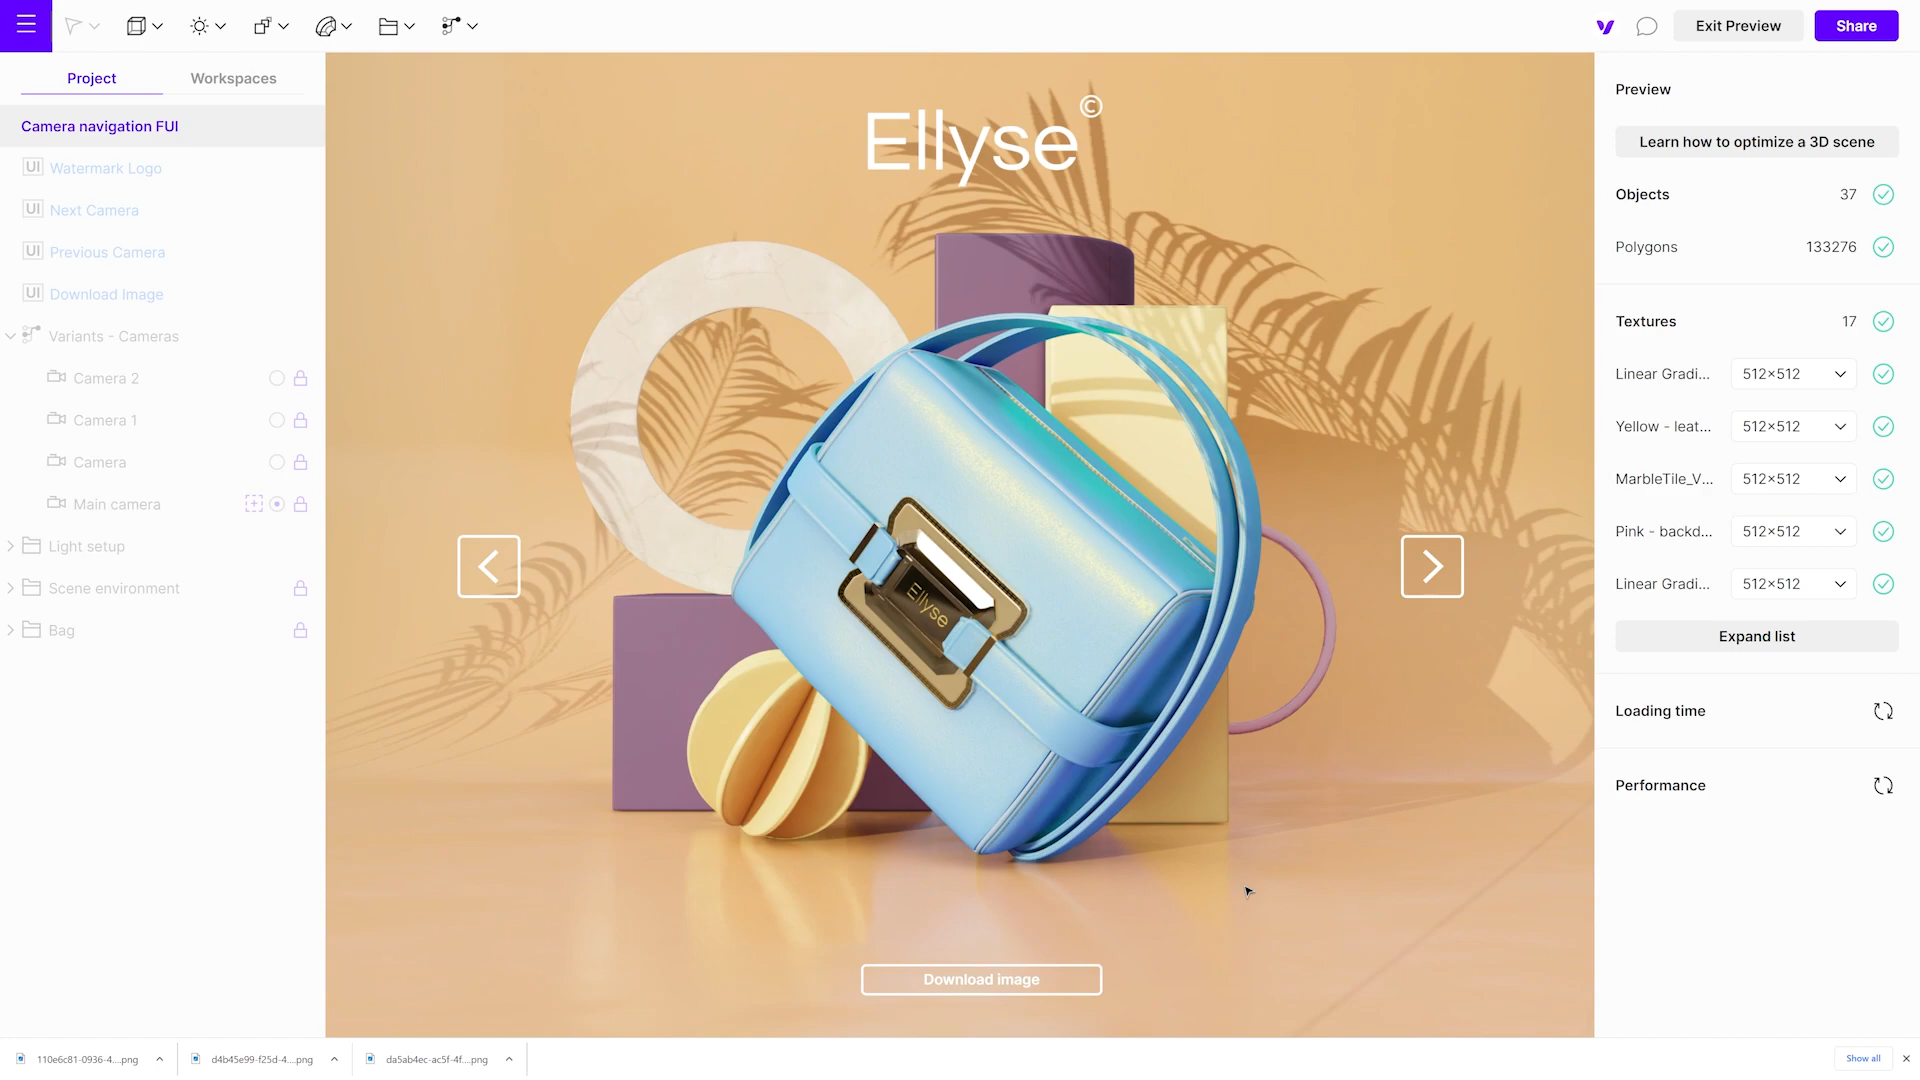 Exit Preview
Share
Project
Workspaces
Camera navigation FUI
UI Watermark Logo
UI Next Camera
UI Previous Camera
UI Download Image
Variants - Cameras
Camera 2
Camera 1
Camera
Main camera
Light setup
Scene environment
Bag
Ellyse©
Ellyse
Download image
Preview
Learn how to optimize a 3D scene
Objects 37
Polygons 133276
Textures 17
Linear Gradi... 512×512
Yellow - leat... 512×512
MarbleTile_V... 512×512
Pink - backd... 512×512
Linear Gradi... 512×512
Expand list
Loading time
Performance
110e6c81-0936-4....png
d4b45e99-f25d-4....png
da5ab4ec-ac5f-4f....png
Show all